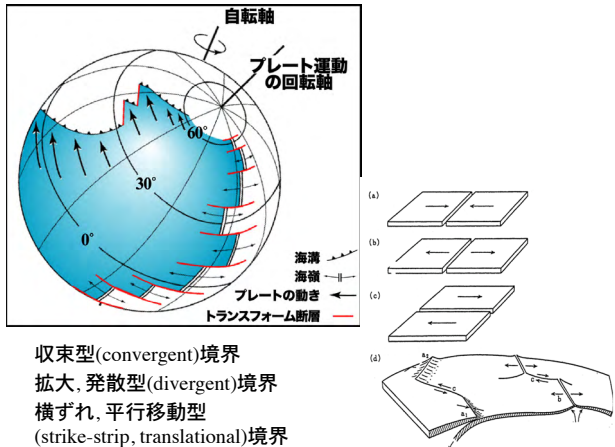 自転軸
プレート運動
の回転軸
60°
30°
0°
海溝
海嶺
プレートの動き
トランスフォーム断層
収束型(convergent)境界
拡大, 発散型(divergent)境界
横ずれ, 平行移動型
(strike-strip, translational)境界
(a)
(b)
(c)
(d)
a₂
c
c
b
a₁